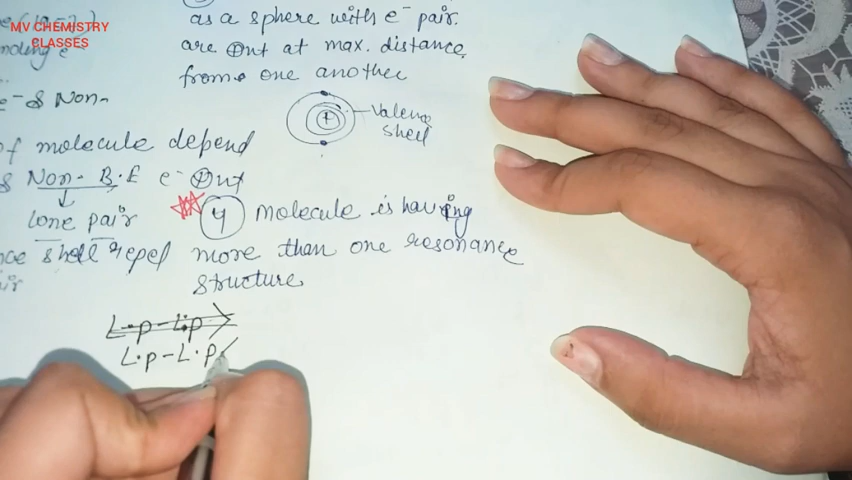 MV CHEMISTRY
CLASSES
e⁻ & Non-
of molecule depend
Non-B.E e⁻ ⊕nt
lone pair
shell repel
as a sphere with e⁻ pair
are ⊕nt at max. distance
from one another
+
Valence
shell
4 Molecule is having
more than one resonance
structure
L.p - L.p >
L.p - L.p <